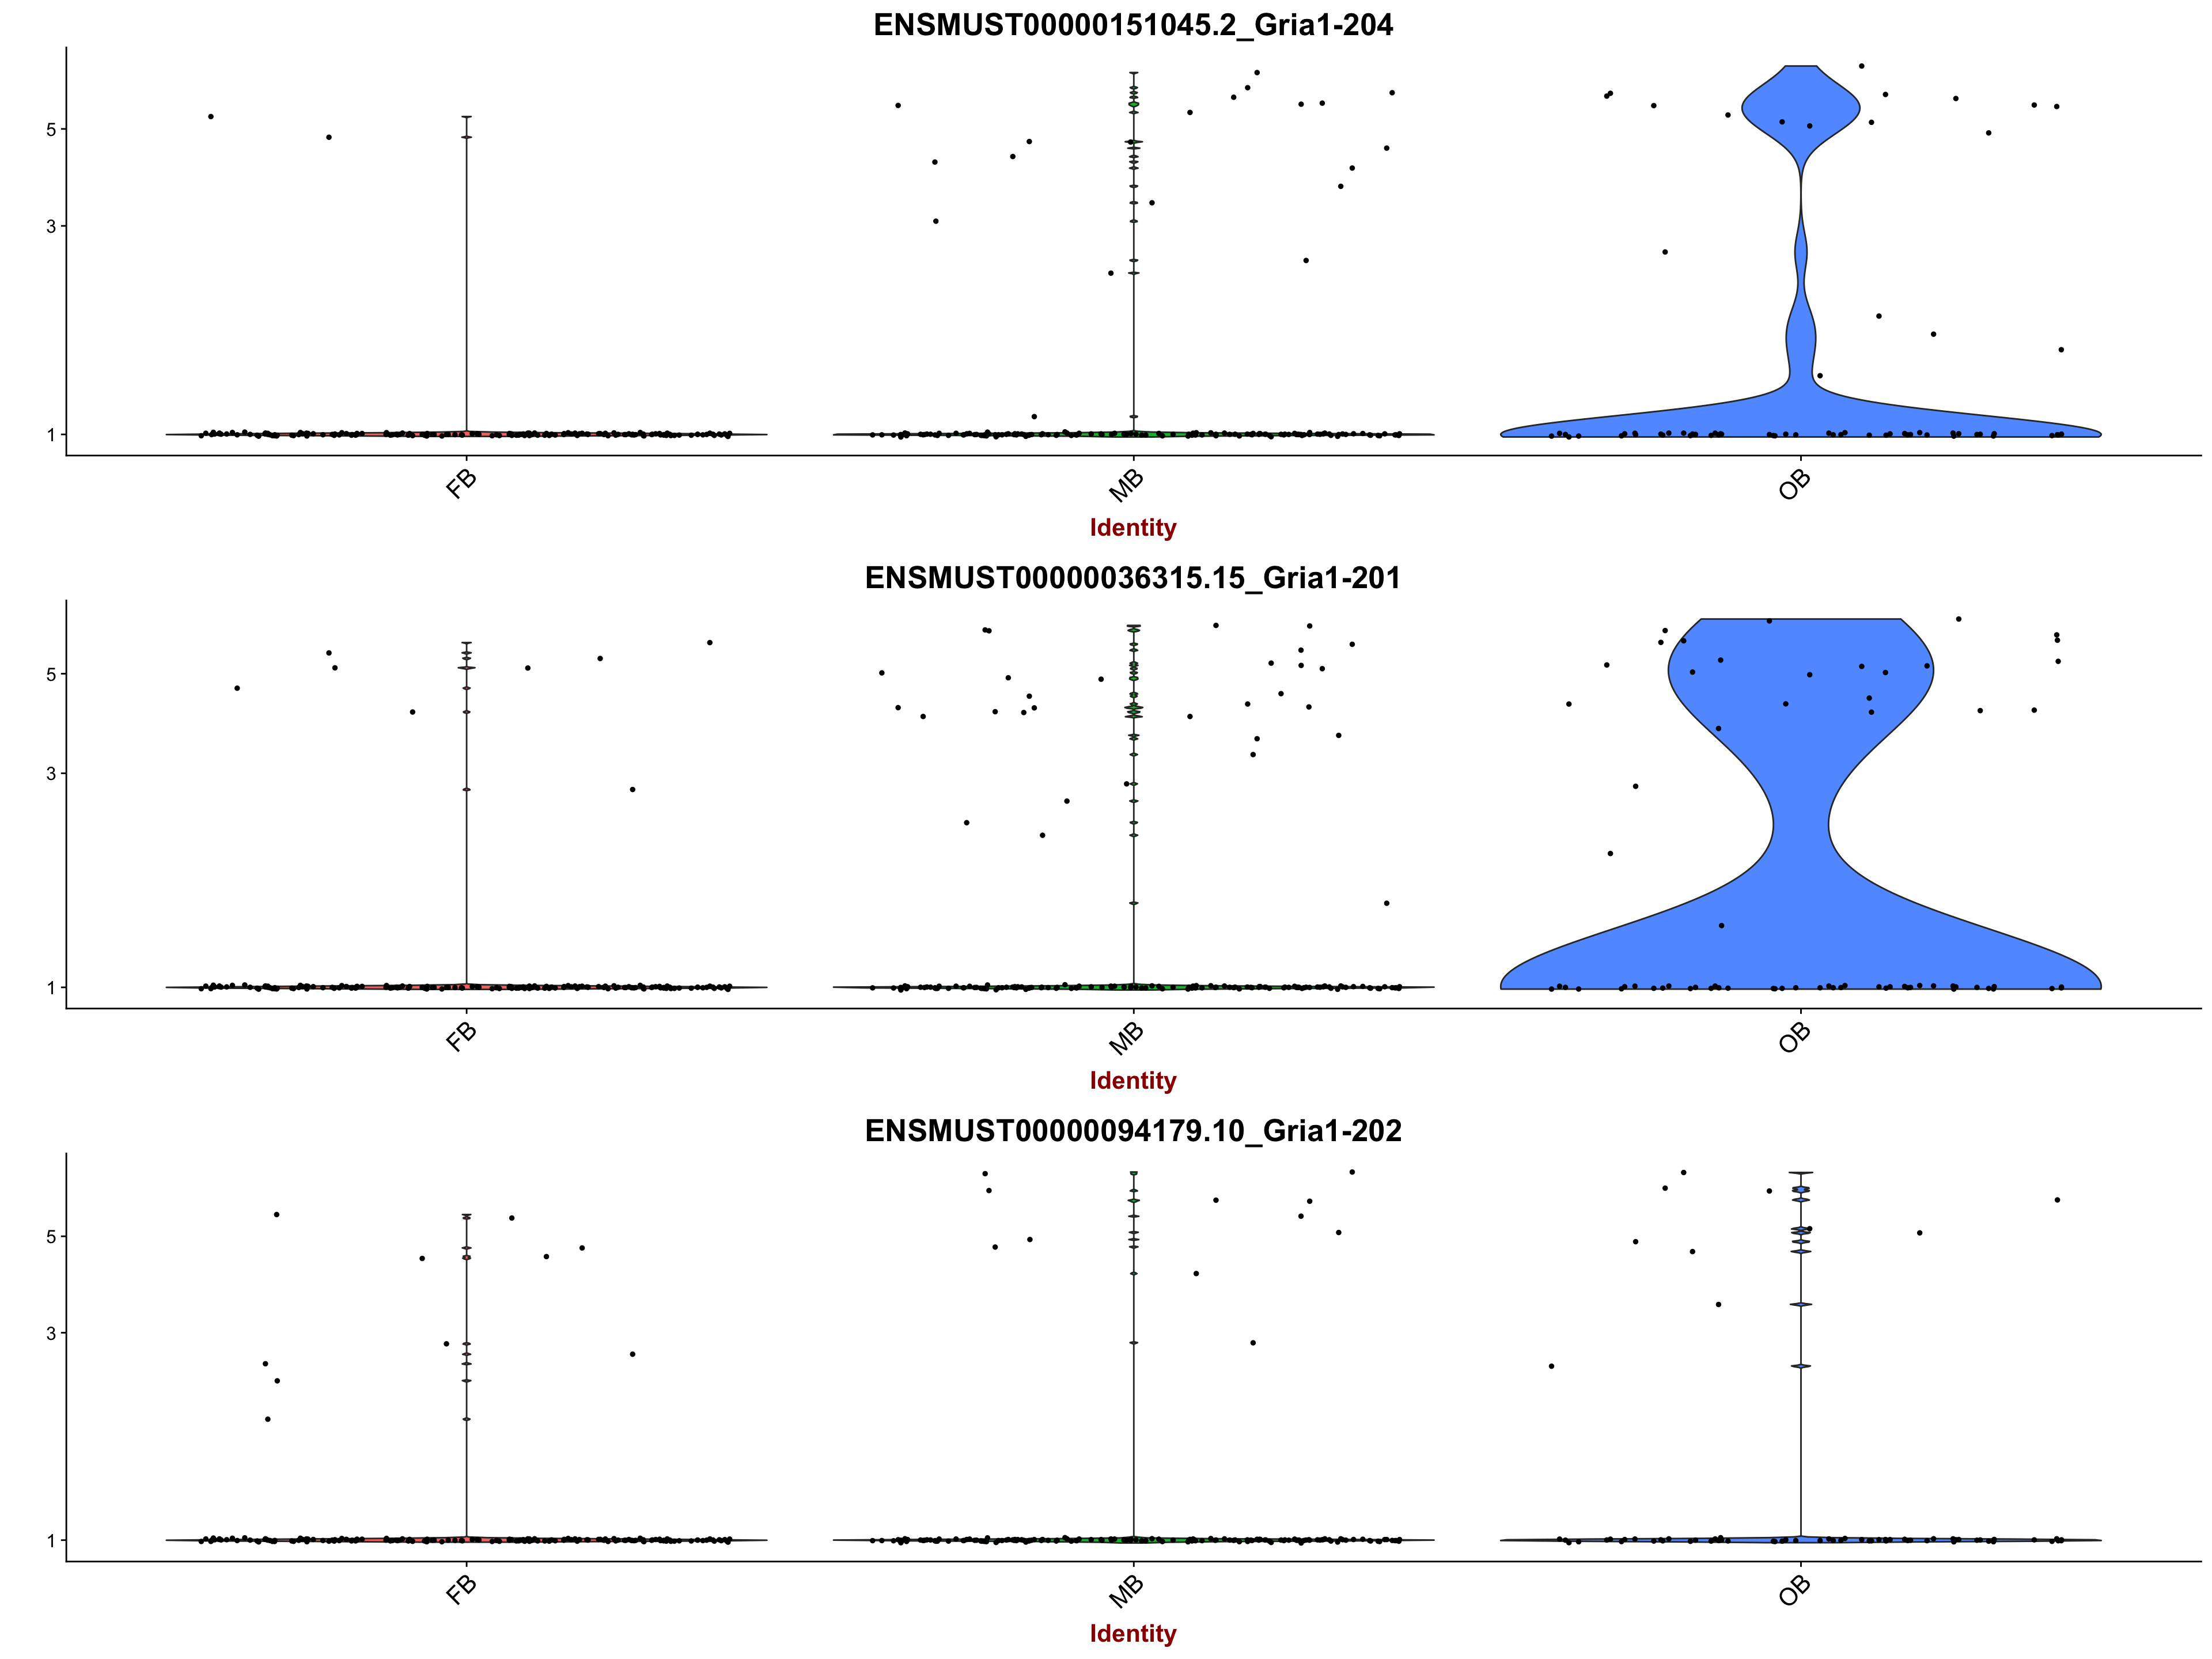 ENSMUST00000151045.2_Gria1-204
5
3
1
FB
MB
OB
Identity
ENSMUST00000036315.15_Gria1-201
5
3
1
FB
MB
OB
Identity
ENSMUST00000094179.10_Gria1-202
5
3
1
FB
MB
OB
Identity